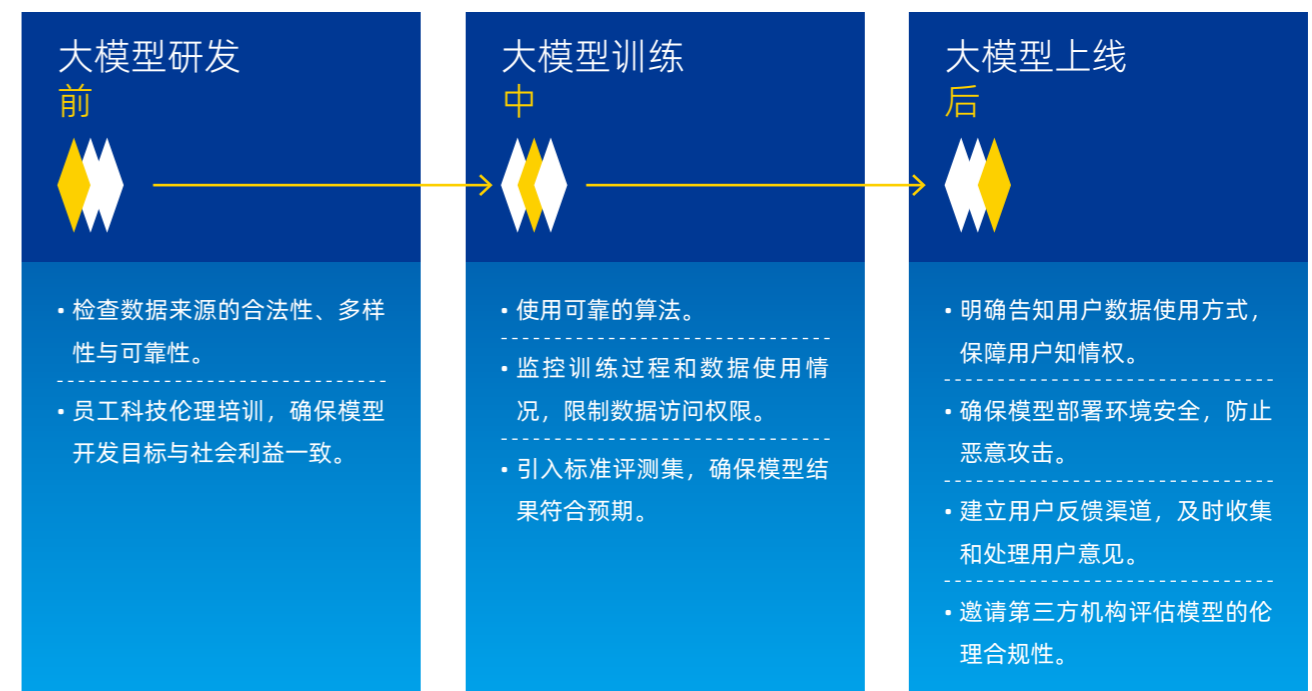 大模型研发
前
• 检查数据来源的合法性、多样
性与可靠性。
• 员工科技伦理培训，确保模型
开发目标与社会利益一致。
大模型训练
中
• 使用可靠的算法。
• 监控训练过程和数据使用情
况，限制数据访问权限。
• 引入标准评测集，确保模型结
果符合预期。
大模型上线
后
• 明确告知用户数据使用方式，
保障用户知情权。
• 确保模型部署环境安全，防止
恶意攻击。
• 建立用户反馈渠道，及时收集
和处理用户意见。
• 邀请第三方机构评估模型的伦
理合规性。